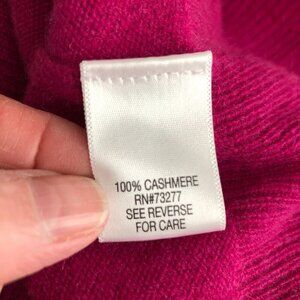 100% CASHMERE
RN#73277
SEE REVERSE
FOR CARE